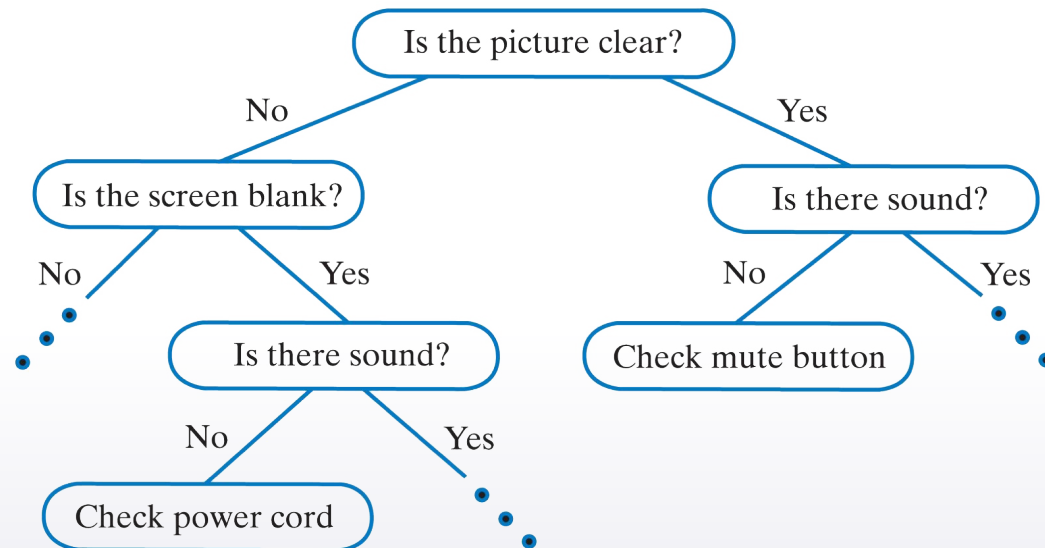 Is the picture clear?
No
Yes
Is the screen blank?
Is there sound?
No
Yes
No
Yes
Is there sound?
Check mute button
No
Yes
Check power cord